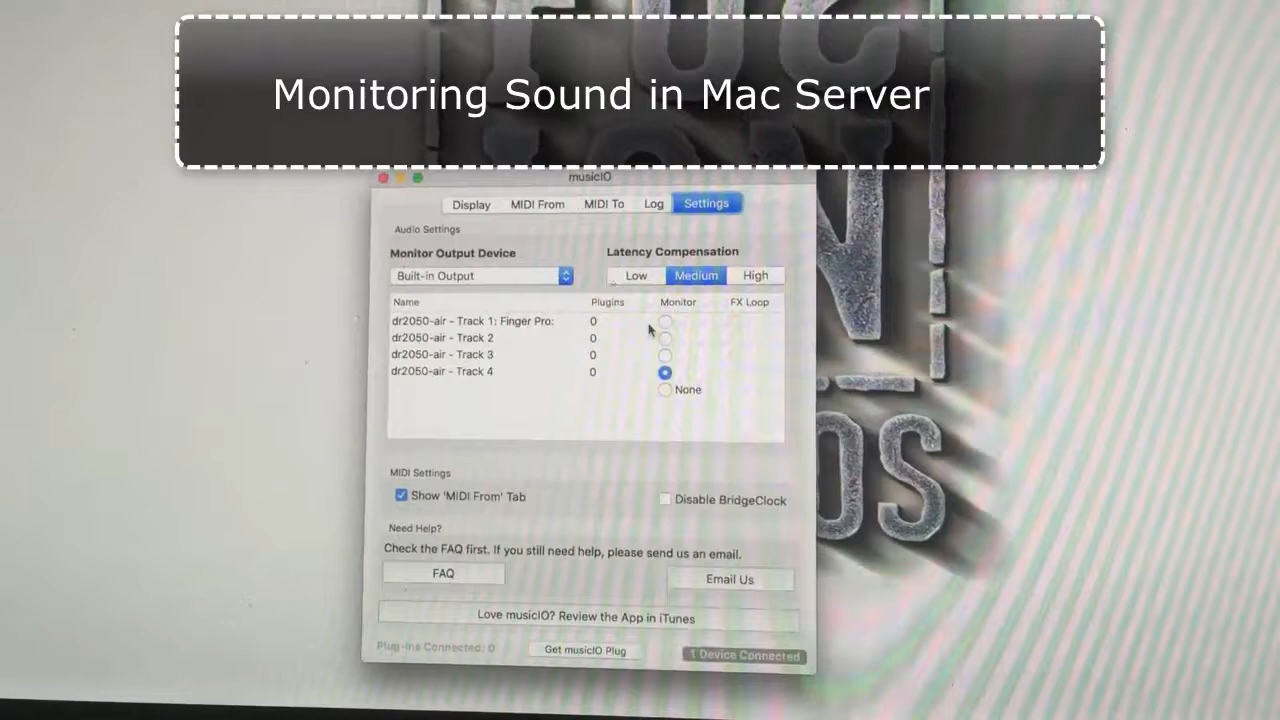 FUC
Monitoring Sound in Mac Server
iON
musicIO
Display MIDI From MIDI To Log Settings
Audio Settings
Monitor Output Device Latency Compensation
Built-in Output Low Medium High
Name Plugins Monitor FX Loop
dr2050-air - Track 1: Finger Pro: 0
dr2050-air - Track 2 0
dr2050-air - Track 3 0
dr2050-air - Track 4 0
None
OS
MIDI Settings
Show 'MIDI From' Tab Disable BridgeClock
Need Help?
Check the FAQ first. If you still need help, please send us an email.
FAQ Email Us
Love musicIO? Review the App in iTunes
Plug-ins Connected: 0 Get musicIO Plug 1 Device Connected